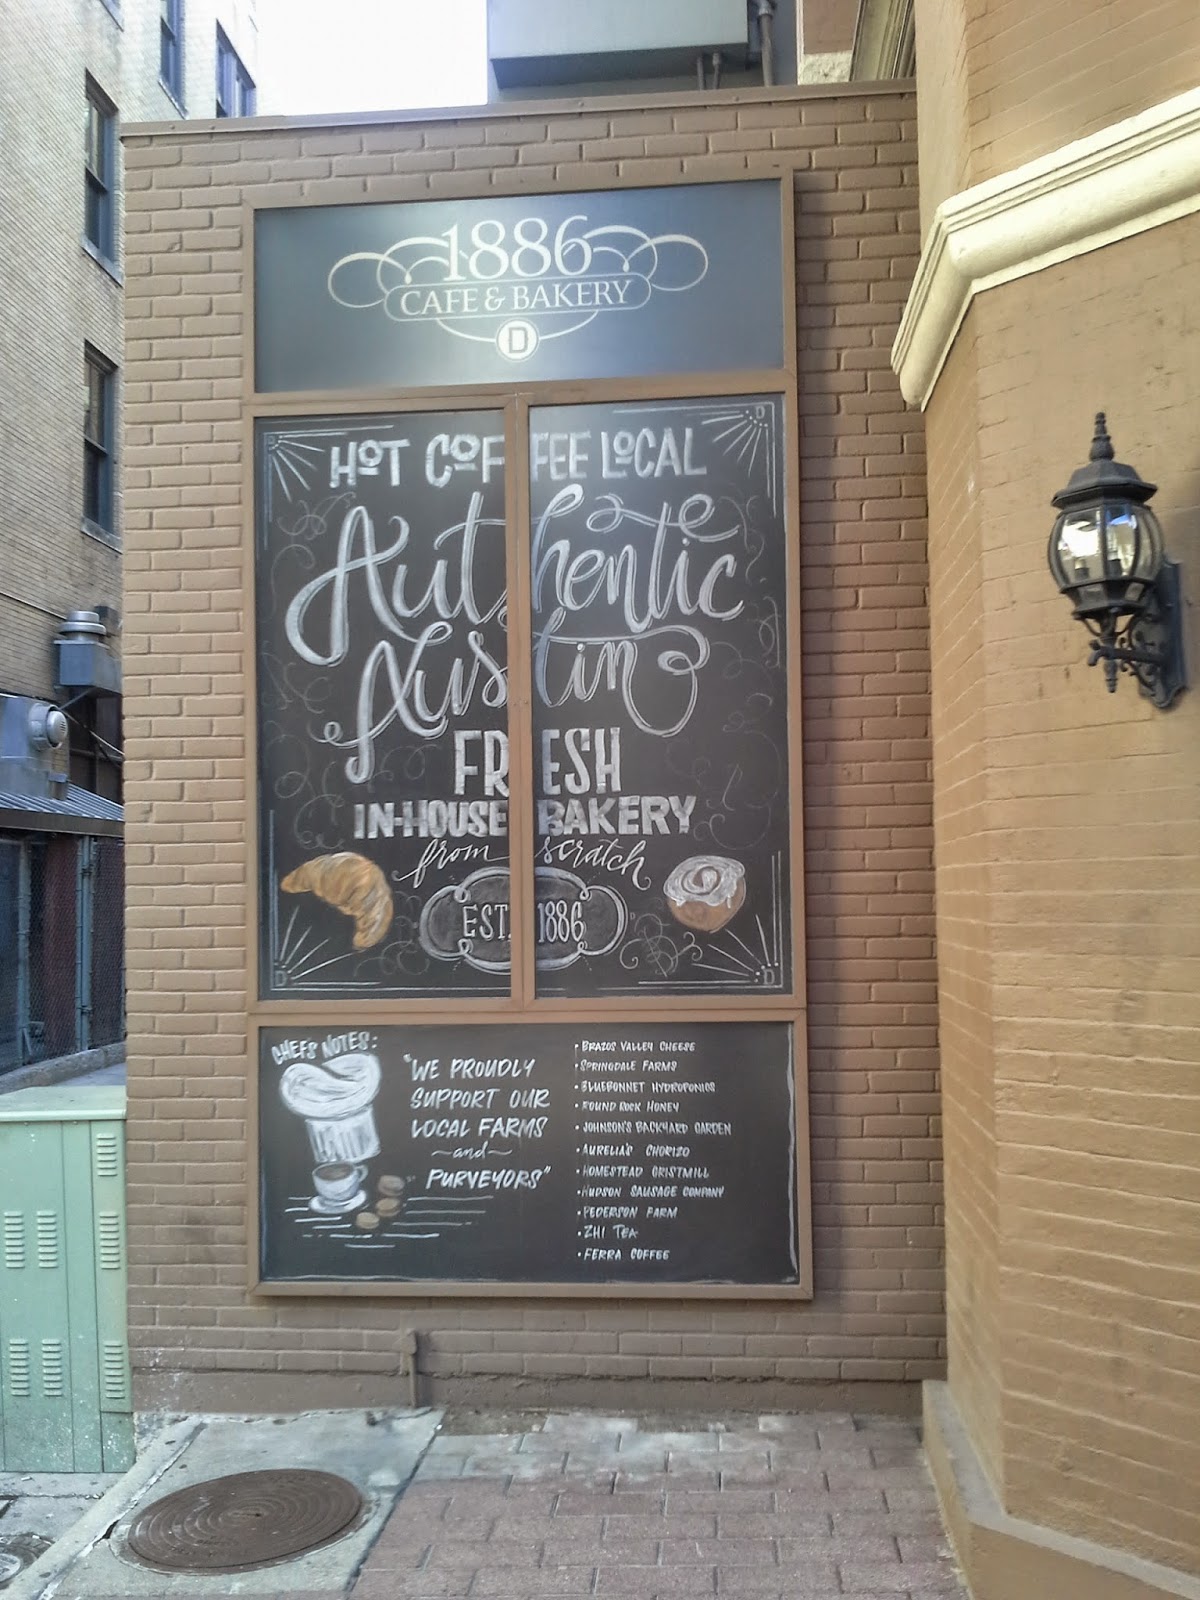 1886
CAFE & BAKERY
D
D D
HOT COFFEE LOCAL
Authentic
Austin
FRESH
IN-HOUSE BAKERY
from scratch
EST. 1886
D D
CHEFS NOTES:
"WE PROUDLY
SUPPORT OUR
LOCAL FARMS
~and~
PURVEYORS"
• BRAZOS VALLEY CHEESE
• SPRINGDALE FARMS
• BLUEBONNET HYDROPONICS
• ROUND ROCK HONEY
• JOHNSON'S BACKYARD GARDEN
• AURELIA'S CHORIZO
• HOMESTEAD GRISTMILL
• HUDSON SAUSAGE COMPANY
• PEDERSON FARM
• ZHI TEA
• FERRA COFFEE